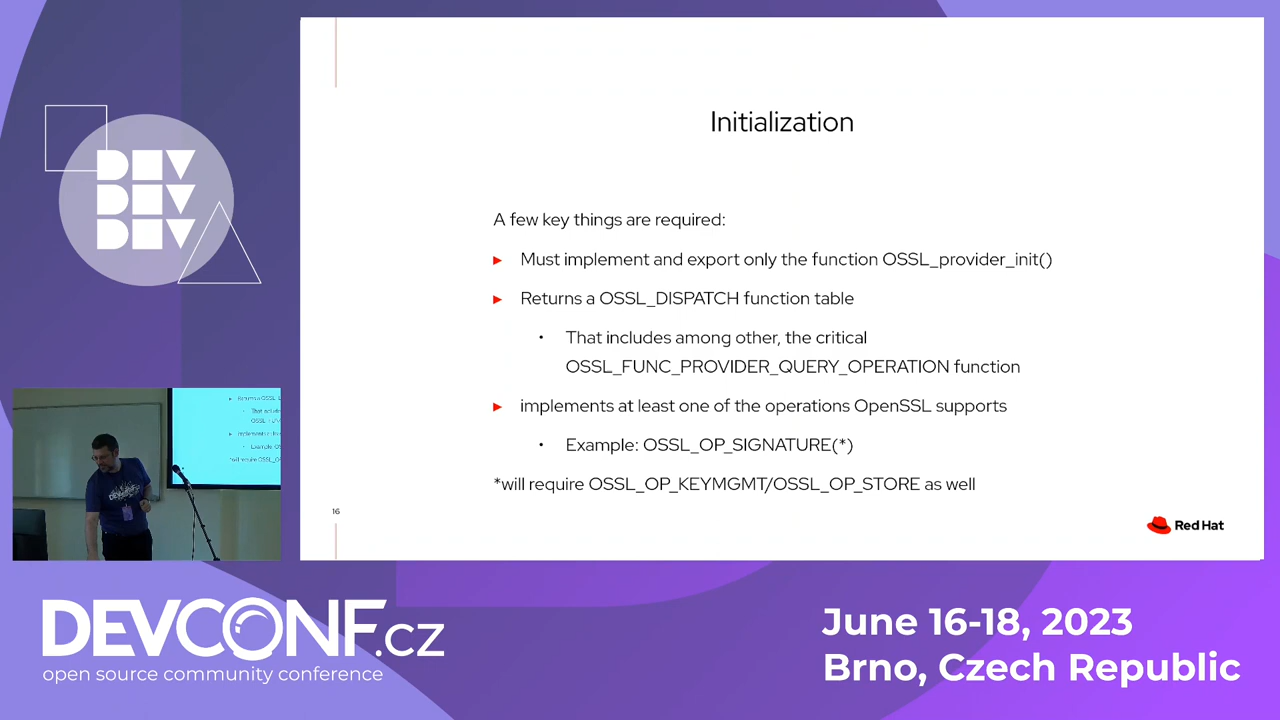 Initialization
A few key things are required:
Must implement and export only the function OSSL_provider_init()
Returns a OSSL_DISPATCH function table
That includes among other, the critical
OSSL_FUNC_PROVIDER_QUERY_OPERATION function
implements at least one of the operations OpenSSL supports
Example: OSSL_OP_SIGNATURE(*)
*will require OSSL_OP_KEYMGMT/OSSL_OP_STORE as well
16
Red Hat
DEV
DEV
DEV
DEVCONF.cz
open source community conference
June 16-18, 2023
Brno, Czech Republic